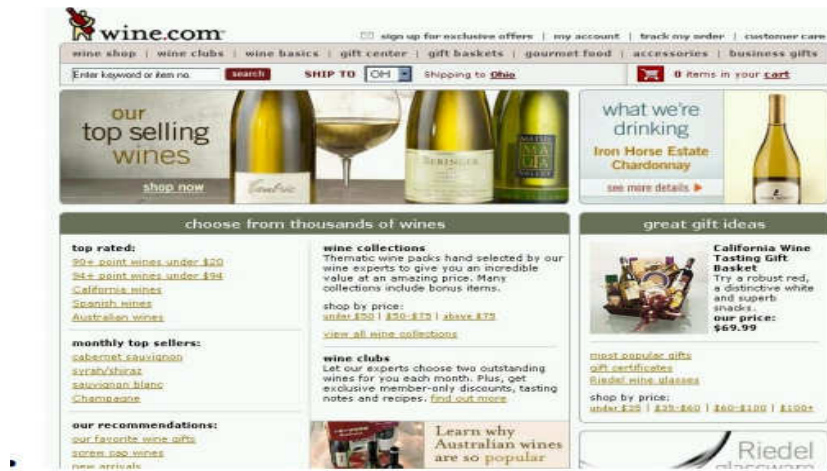 wine.com
sign up for exclusive offers | my account | track my order | customer care
wine shop | wine clubs | wine basics | gift center | gift baskets | gourmet food | accessories | business gifts
Enter keyword or item no.
search
SHIP TO
OH
Shipping to Ohio
0 items in your cart
our
top selling
wines
shop now
BERINGER
what we're
drinking
Iron Horse Estate
Chardonnay
see more details
choose from thousands of wines
top rated:
90+ point wines under $20
94+ point wines under $94
California wines
Spanish wines
Australian wines
monthly top sellers:
cabernet sauvignon
syrah/shiraz
sauvignon blanc
Champagne
our recommendations:
our favorite wine gifts
screw cap wines
new arrivals
wine collections
Thematic wine packs hand selected by our
wine experts to give you an incredible
value at an amazing price. Many
collections include bonus items.
shop by price:
under $50 | $50-$75 | above $75
view all wine collections
wine clubs
Let our experts choose two outstanding
wines for you each month. Plus, get
exclusive member-only discounts, tasting
notes and recipes. find out more
Learn why
Australian wines
are so popular
great gift ideas
California Wine
Tasting Gift
Basket
Try a robust red,
a distinctive white
and superb
snacks.
our price:
$69.99
most popular gifts
gift certificates
Riedel wine glasses
shop by price:
under $35 | $35-$60 | $60-$100 | $100+
Riedel
glassware